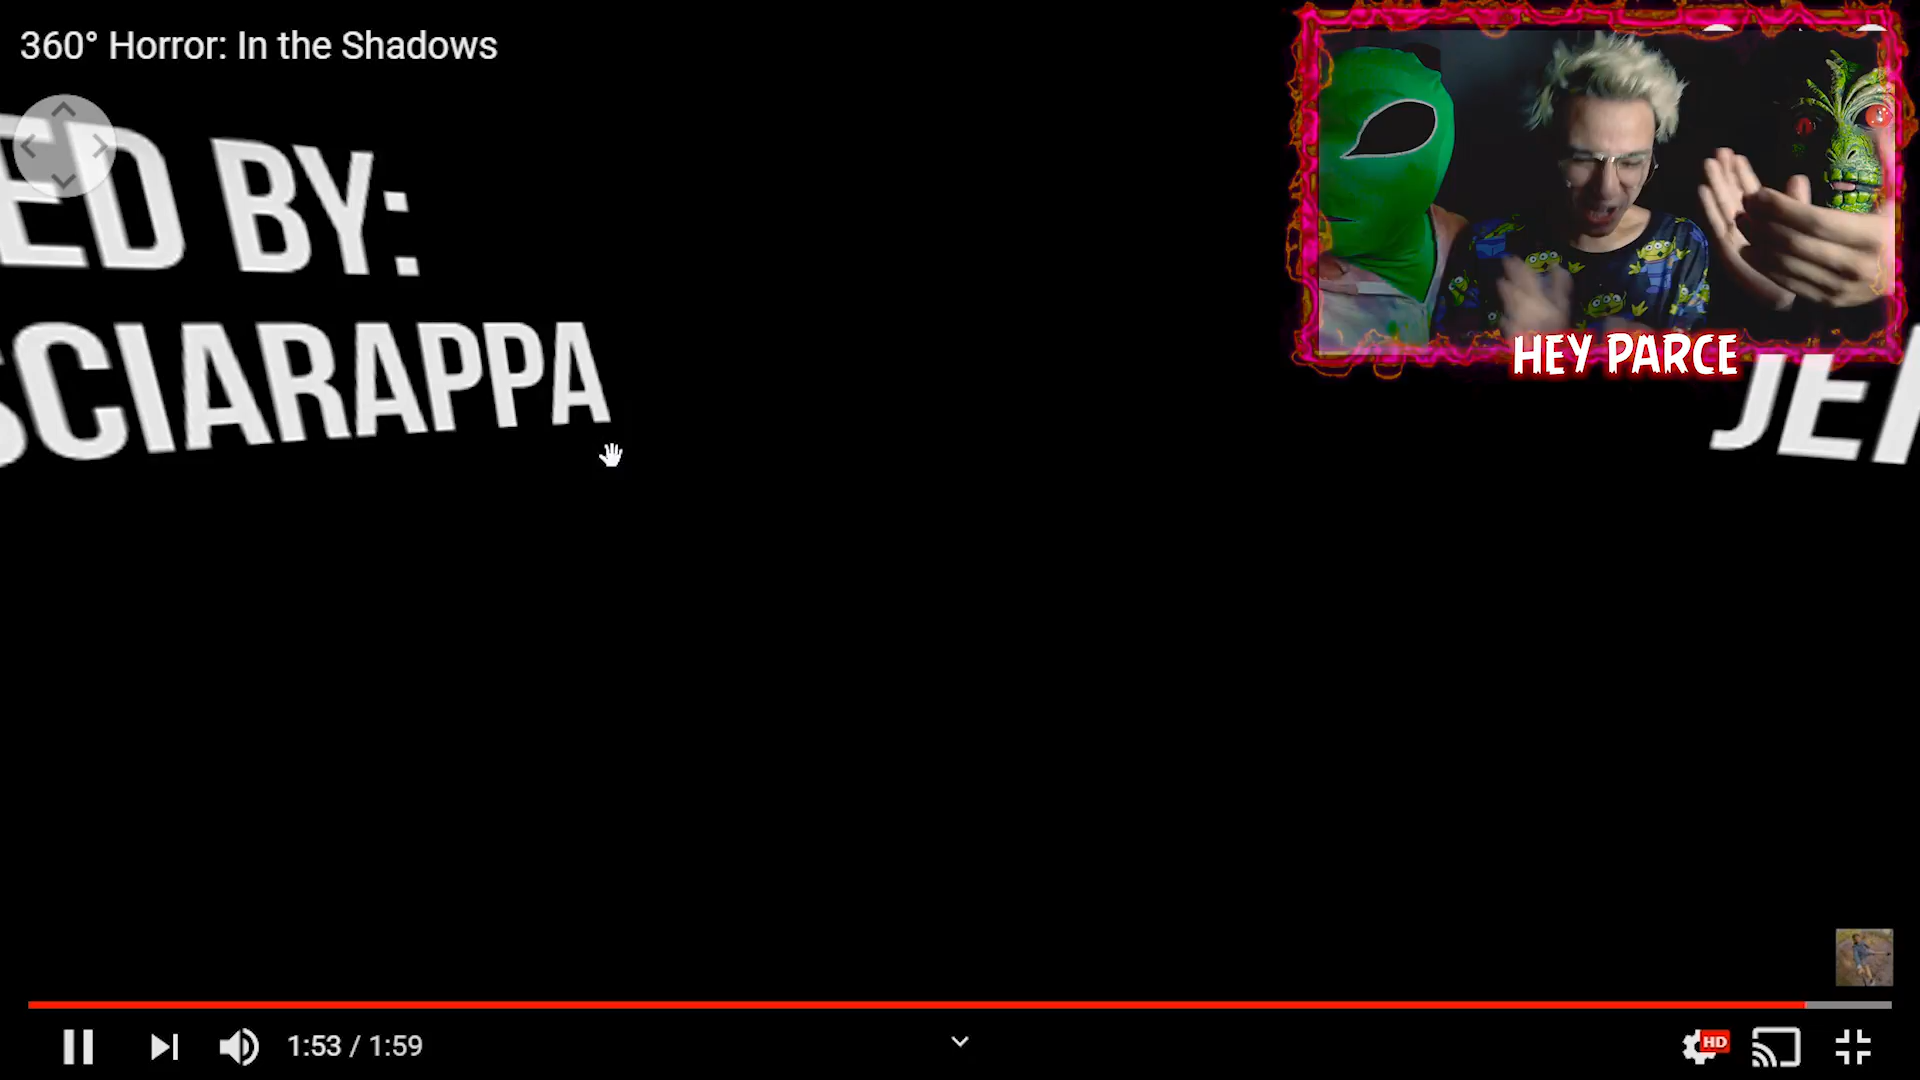 360° Horror: In the Shadows
ED BY:
SCIARAPPA
HEY PARCE
JE
1:53 / 1:59
HD